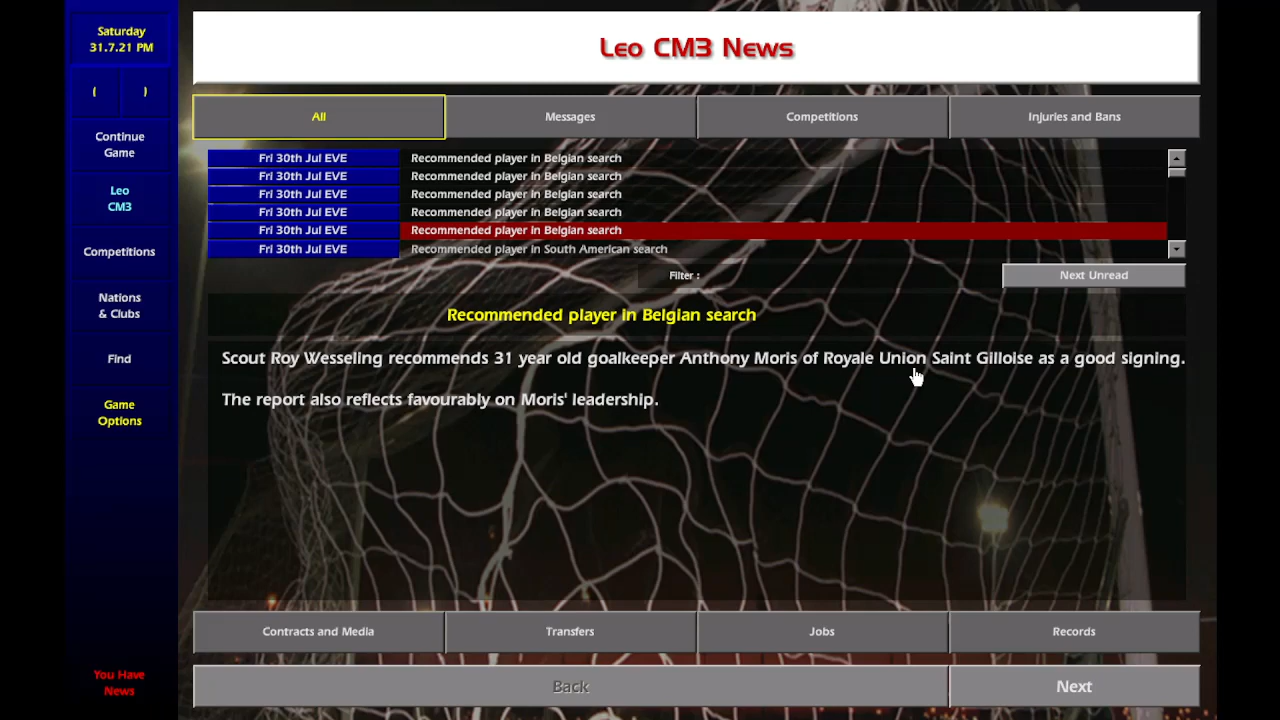 Saturday
31.7.21 PM
Continue
Game
Leo
CM3
Competitions
Nations
& Clubs
Find
Game
Options
You Have
News
Leo CM3 News
All
Messages
Competitions
Injuries and Bans
Fri 30th Jul EVE Recommended player in Belgian search
Fri 30th Jul EVE Recommended player in Belgian search
Fri 30th Jul EVE Recommended player in Belgian search
Fri 30th Jul EVE Recommended player in Belgian search
Fri 30th Jul EVE Recommended player in Belgian search
Fri 30th Jul EVE Recommended player in South American search
Filter :
Next Unread
Recommended player in Belgian search
Scout Roy Wesseling recommends 31 year old goalkeeper Anthony Moris of Royale Union Saint Gilloise as a good signing.
The report also reflects favourably on Moris' leadership.
Contracts and Media
Transfers
Jobs
Records
Back
Next